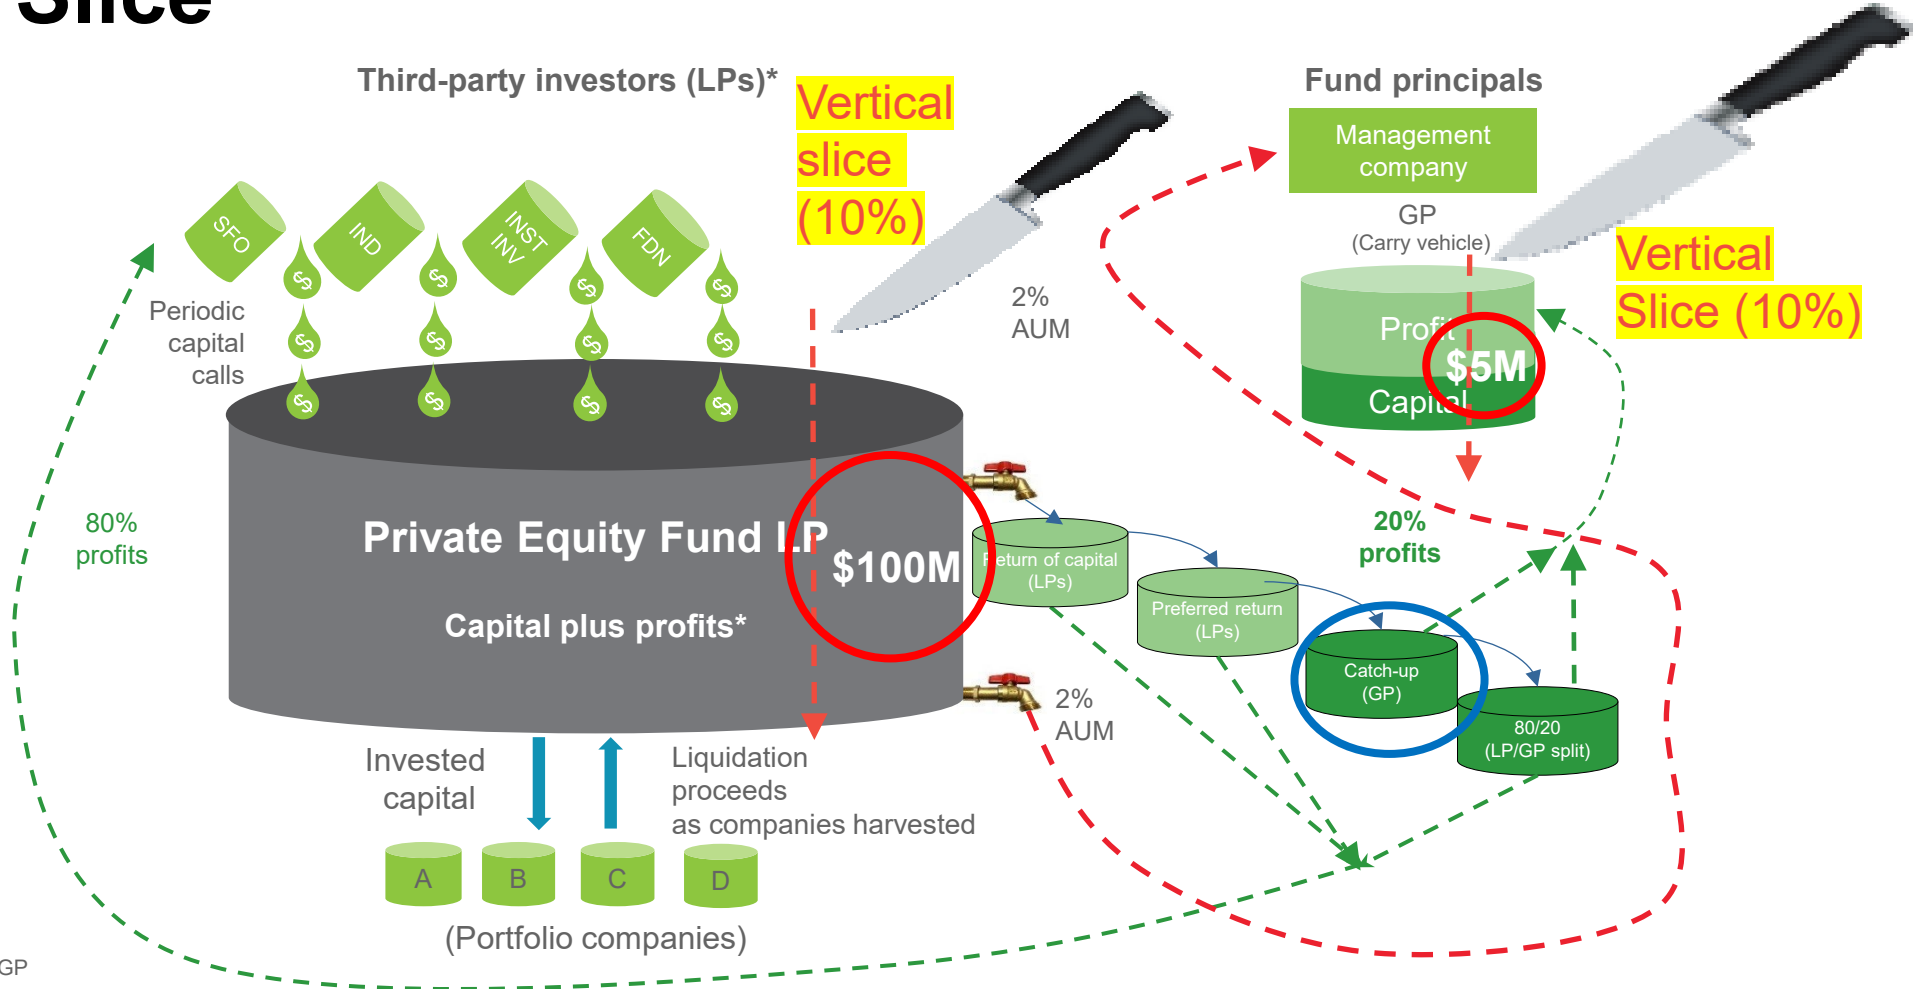 Slice
Third-party investors (LPs)*
Vertical
slice
(10%)
Fund principals
Management
company
GP
(Carry vehicle)
Vertical
Slice (10%)
SFO
IND
INST
INV
FDN
$
$
$
$
Periodic
capital
calls
$
$
$
$
$
$
$
$
2%
AUM
Profit
$5M
Capital
80%
profits
Private Equity Fund LP
$100M
Capital plus profits*
Return of capital
(LPs)
Preferred return
(LPs)
20%
profits
Catch-up
(GP)
80/20
(LP/GP split)
2%
AUM
Invested
capital
Liquidation
proceeds
as companies harvested
A
B
C
D
(Portfolio companies)
GP